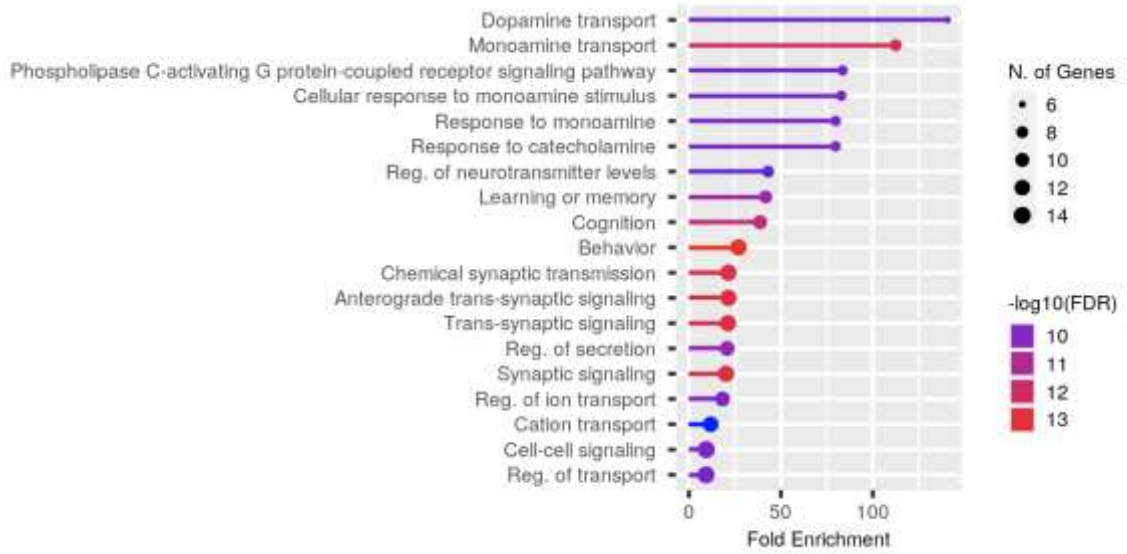 Dopamine transport
Monoamine transport
Phospholipase C-activating G protein-coupled receptor signaling pathway
Cellular response to monoamine stimulus
Response to monoamine
Response to catecholamine
Reg. of neurotransmitter levels
Learning or memory
Cognition
Behavior
Chemical synaptic transmission
Anterograde trans-synaptic signaling
Trans-synaptic signaling
Reg. of secretion
Synaptic signaling
Reg. of ion transport
Cation transport
Cell-cell signaling
Reg. of transport
0 50 100
Fold Enrichment
N. of Genes
6
8
10
12
14
-log10(FDR)
10
11
12
13